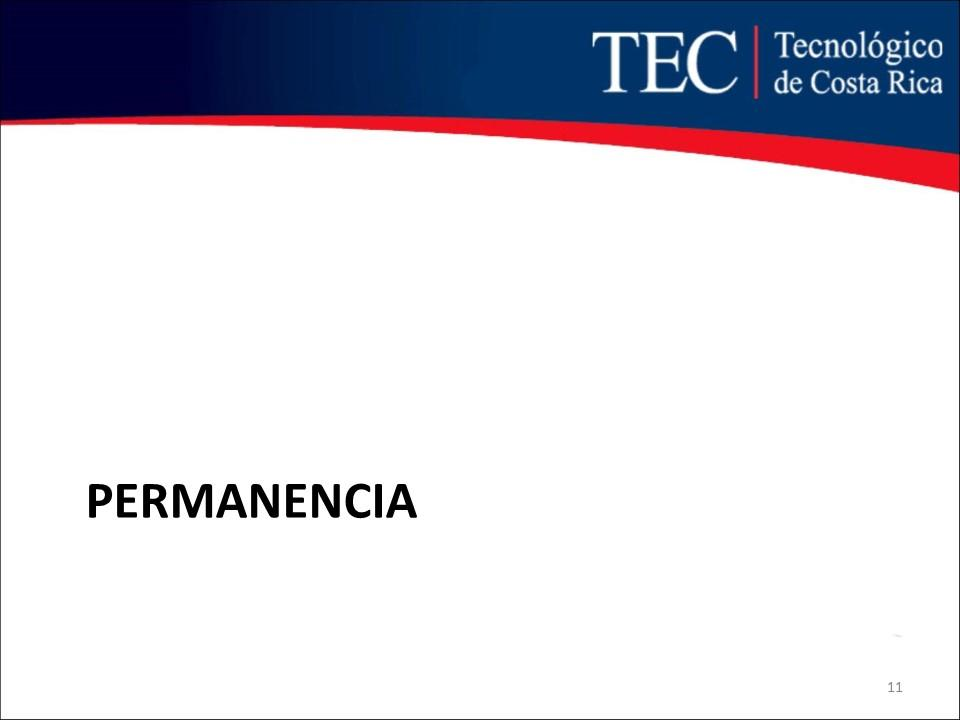 TEC
Tecnológico
de Costa Rica
PERMANENCIA
11